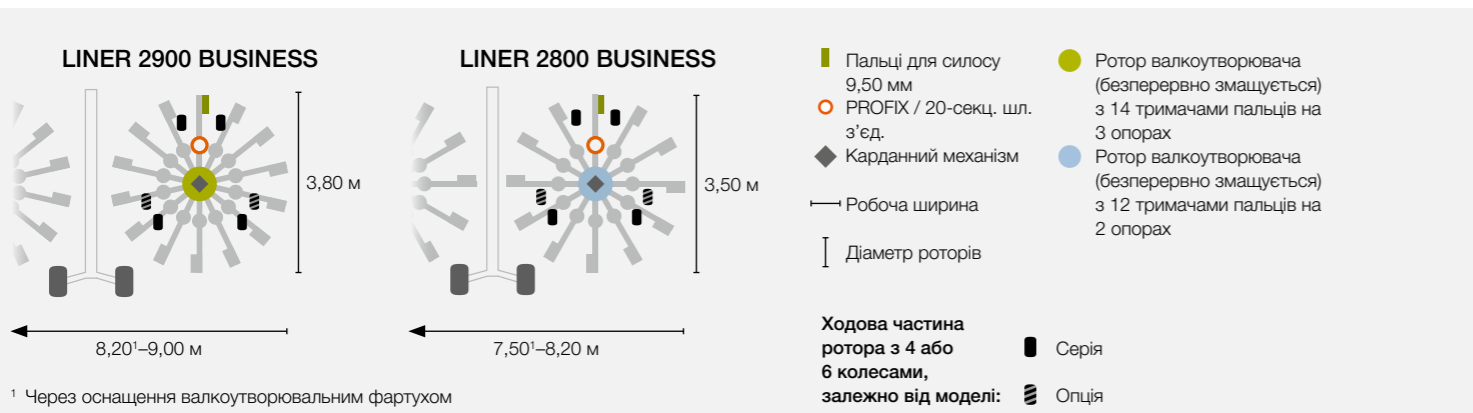 LINER 2900 BUSINESS
3,80 м
8,20¹–9,00 м
LINER 2800 BUSINESS
3,50 м
7,50¹–8,20 м
¹ Через оснащення валкоутворювальним фартухом
Пальці для силосу
9,50 мм
PROFIX / 20-секц. шл.
з’єд.
Карданний механізм
Робоча ширина
Діаметр роторів
Ротор валкоутворювача
(безперервно змащується)
з 14 тримачами пальців на
3 опорах
Ротор валкоутворювача
(безперервно змащується)
з 12 тримачами пальців на
2 опорах
Ходова частина
ротора з 4 або
6 колесами,
залежно від моделі:
Серія
Опція